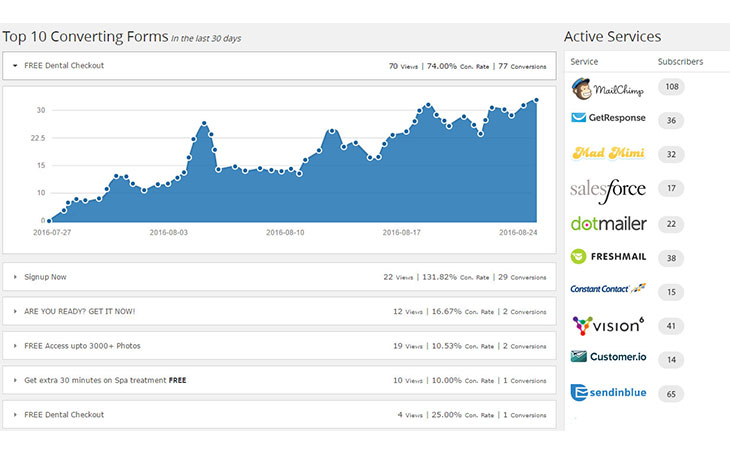 Top 10 Converting Forms In the last 30 days
FREE Dental Checkout 70 Views | 74.00% Con. Rate | 77 Conversions
30
22.5
15
10
0
2016-07-27 2016-08-03 2016-08-10 2016-08-17 2016-08-24
Signup Now 22 Views | 131.82% Con. Rate | 29 Conversions
ARE YOU READY? GET IT NOW! 12 Views | 16.67% Con. Rate | 2 Conversions
FREE Access upto 3000+ Photos 19 Views | 10.53% Con. Rate | 2 Conversions
Get extra 30 minutes on Spa treatment FREE 10 Views | 10.00% Con. Rate | 1 Conversions
FREE Dental Checkout 4 Views | 25.00% Con. Rate | 1 Conversions
Active Services
Service Subscribers
MailChimp 108
GetResponse 36
Mad Mimi 32
salesforce 17
dotmailer 22
FRESHMAIL 38
Constant Contact 15
vision6 41
Customer.io 14
sendinblue 65